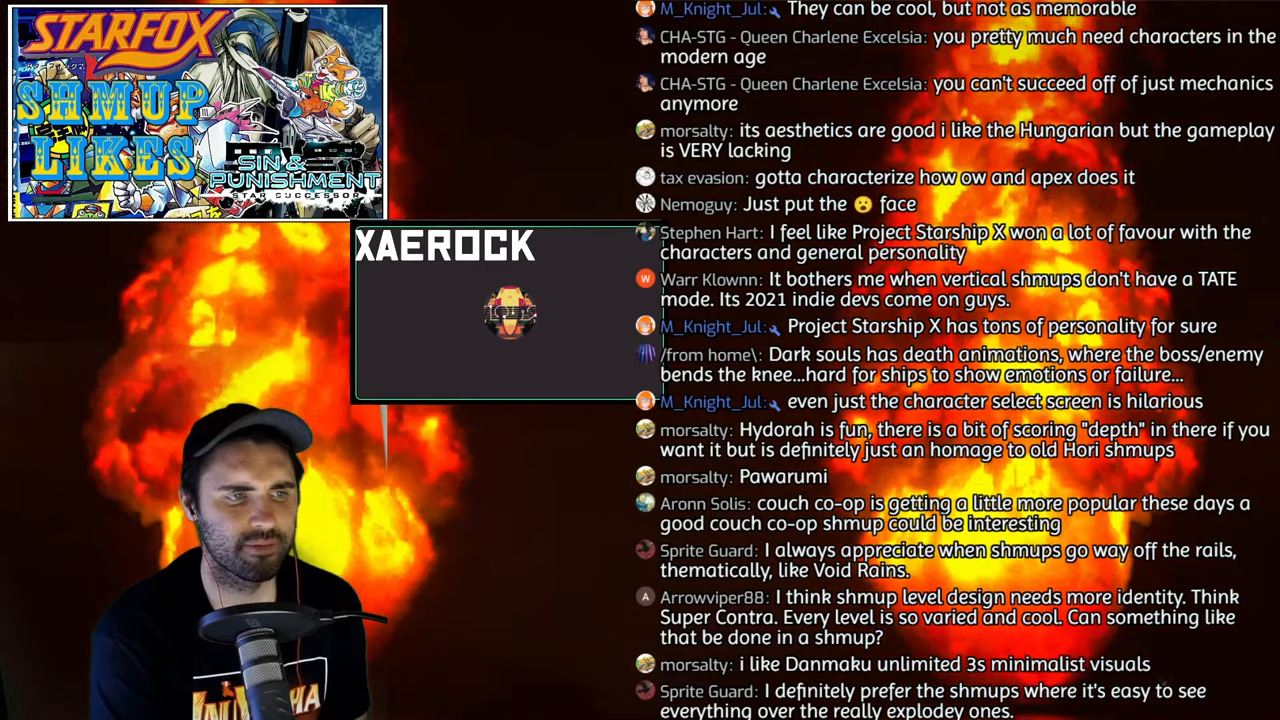 STARFOX
SHMUP
LIKES
SIN &
PUNISHMENT
STAR SUCCESSOR
XAEROCK
M_Knight_Jul: They can be cool, but not as memorable
CHA-STG - Queen Charlene Excelsia: you pretty much need characters in the
modern age
CHA-STG - Queen Charlene Excelsia: you can't succeed off of just mechanics
anymore
morsalty: its aesthetics are good i like the Hungarian but the gameplay
is VERY lacking
tax evasion: gotta characterize how ow and apex does it
Nemoguy: Just put the 😮 face
Stephen Hart: I feel like Project Starship X won a lot of favour with the
characters and general personality
W Warr Klownn: It bothers me when vertical shmups don't have a TATE
mode. Its 2021 indie devs come on guys.
M_Knight_Jul: Project Starship X has tons of personality for sure
/from home\: Dark souls has death animations, where the boss/enemy
bends the knee...hard for ships to show emotions or failure...
M_Knight_Jul: even just the character select screen is hilarious
morsalty: Hydorah is fun, there is a bit of scoring "depth" in there if you
want it but is definitely just an homage to old Hori shmups
morsalty: Pawarumi
Aronn Solis: couch co-op is getting a little more popular these days a
good couch co-op shmup could be interesting
Sprite Guard: I always appreciate when shmups go way off the rails,
thematically, like Void Rains.
A Arrowviper88: I think shmup level design needs more identity. Think
Super Contra. Every level is so varied and cool. Can something like
that be done in a shmup?
morsalty: i like Danmaku unlimited 3s minimalist visuals
Sprite Guard: I definitely prefer the shmups where it's easy to see
everything over the really explodey ones.